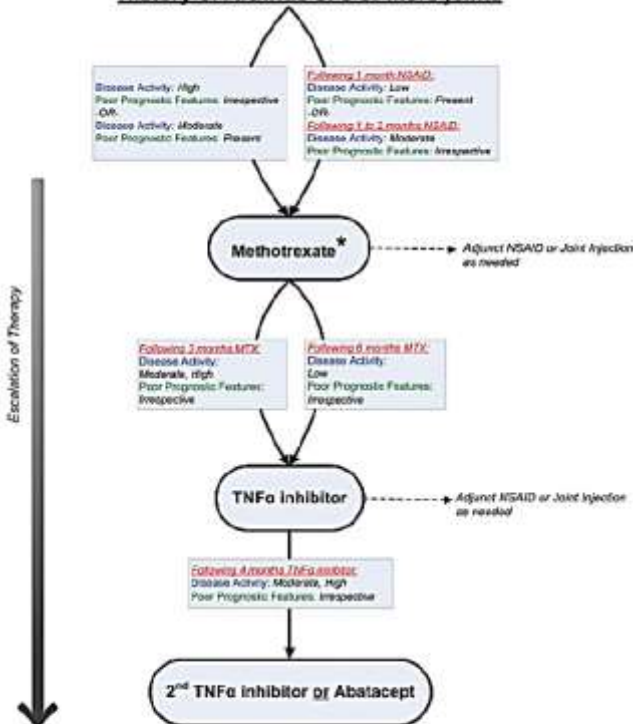 Disease Activity: High
Poor Prognostic Features: Irrespective
-OR-
Disease Activity: Moderate
Poor Prognostic Features: Present
Following 1 month NSAID:
Disease Activity: Low
Poor Prognostic Features: Present
-OR-
Following 1 to 2 months NSAID:
Disease Activity: Moderate
Poor Prognostic Features: Irrespective
Methotrexate*
Adjunct NSAID or Joint Injection
as needed
Escalation of Therapy
Following 3 months MTX:
Disease Activity:
Moderate, High
Poor Prognostic Features:
Irrespective
Following 6 months MTX:
Disease Activity:
Low
Poor Prognostic Features:
Irrespective
TNFα inhibitor
Adjunct NSAID or Joint Injection
as needed
Following 4 months TNFα inhibitor:
Disease Activity: Moderate, High
Poor Prognostic Features: Irrespective
2nd TNFα inhibitor or Abatacept